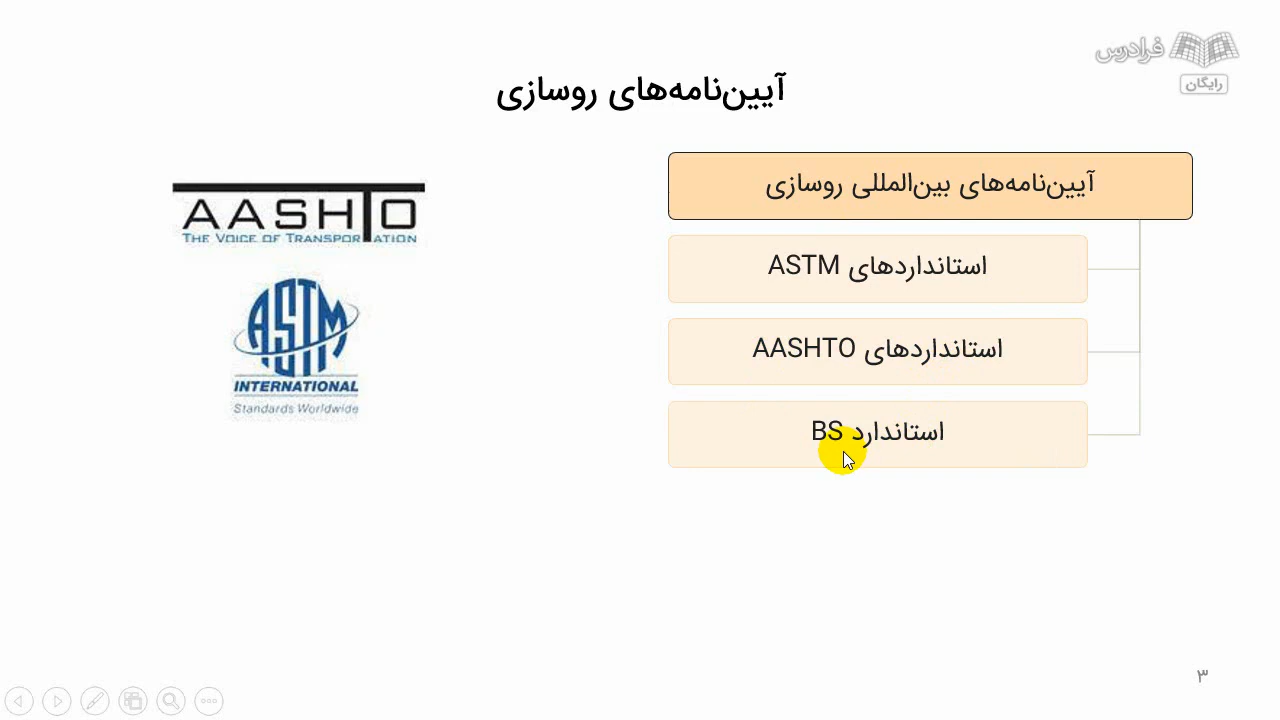 فرادرس
رایگان
آیین‌نامه‌های روسازی
آیین‌نامه‌های بین‌المللی روسازی
استانداردهای ASTM
استانداردهای AASHTO
استاندارد BS
AASHTO
THE VOICE OF TRANSPORTATION
ASTM
INTERNATIONAL
Standards Worldwide
۳